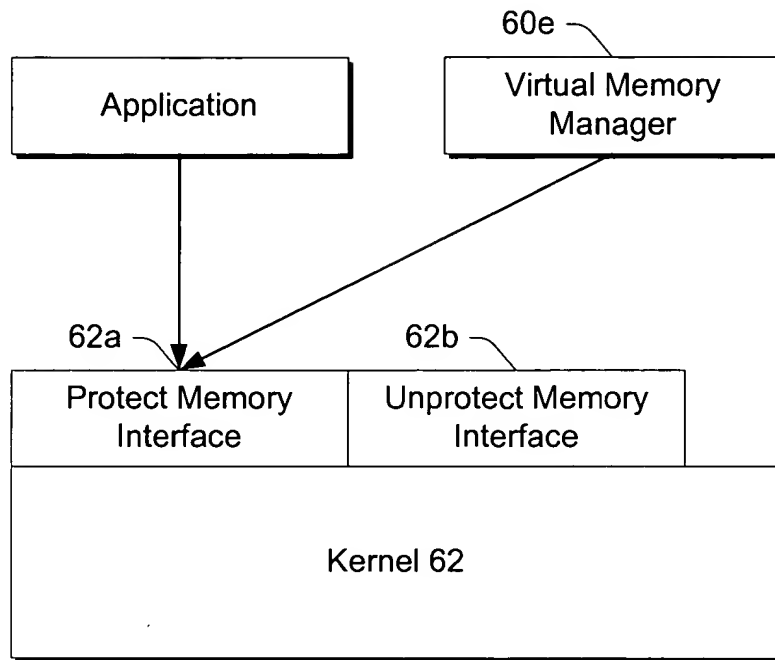 60e
Application
Virtual Memory
Manager
62a
62b
Protect Memory
Interface
Unprotect Memory
Interface
Kernel 62